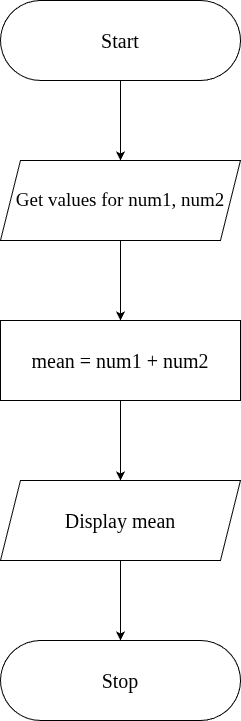 Start
Get values for num1, num2
mean = num1 + num2
Display mean
Stop